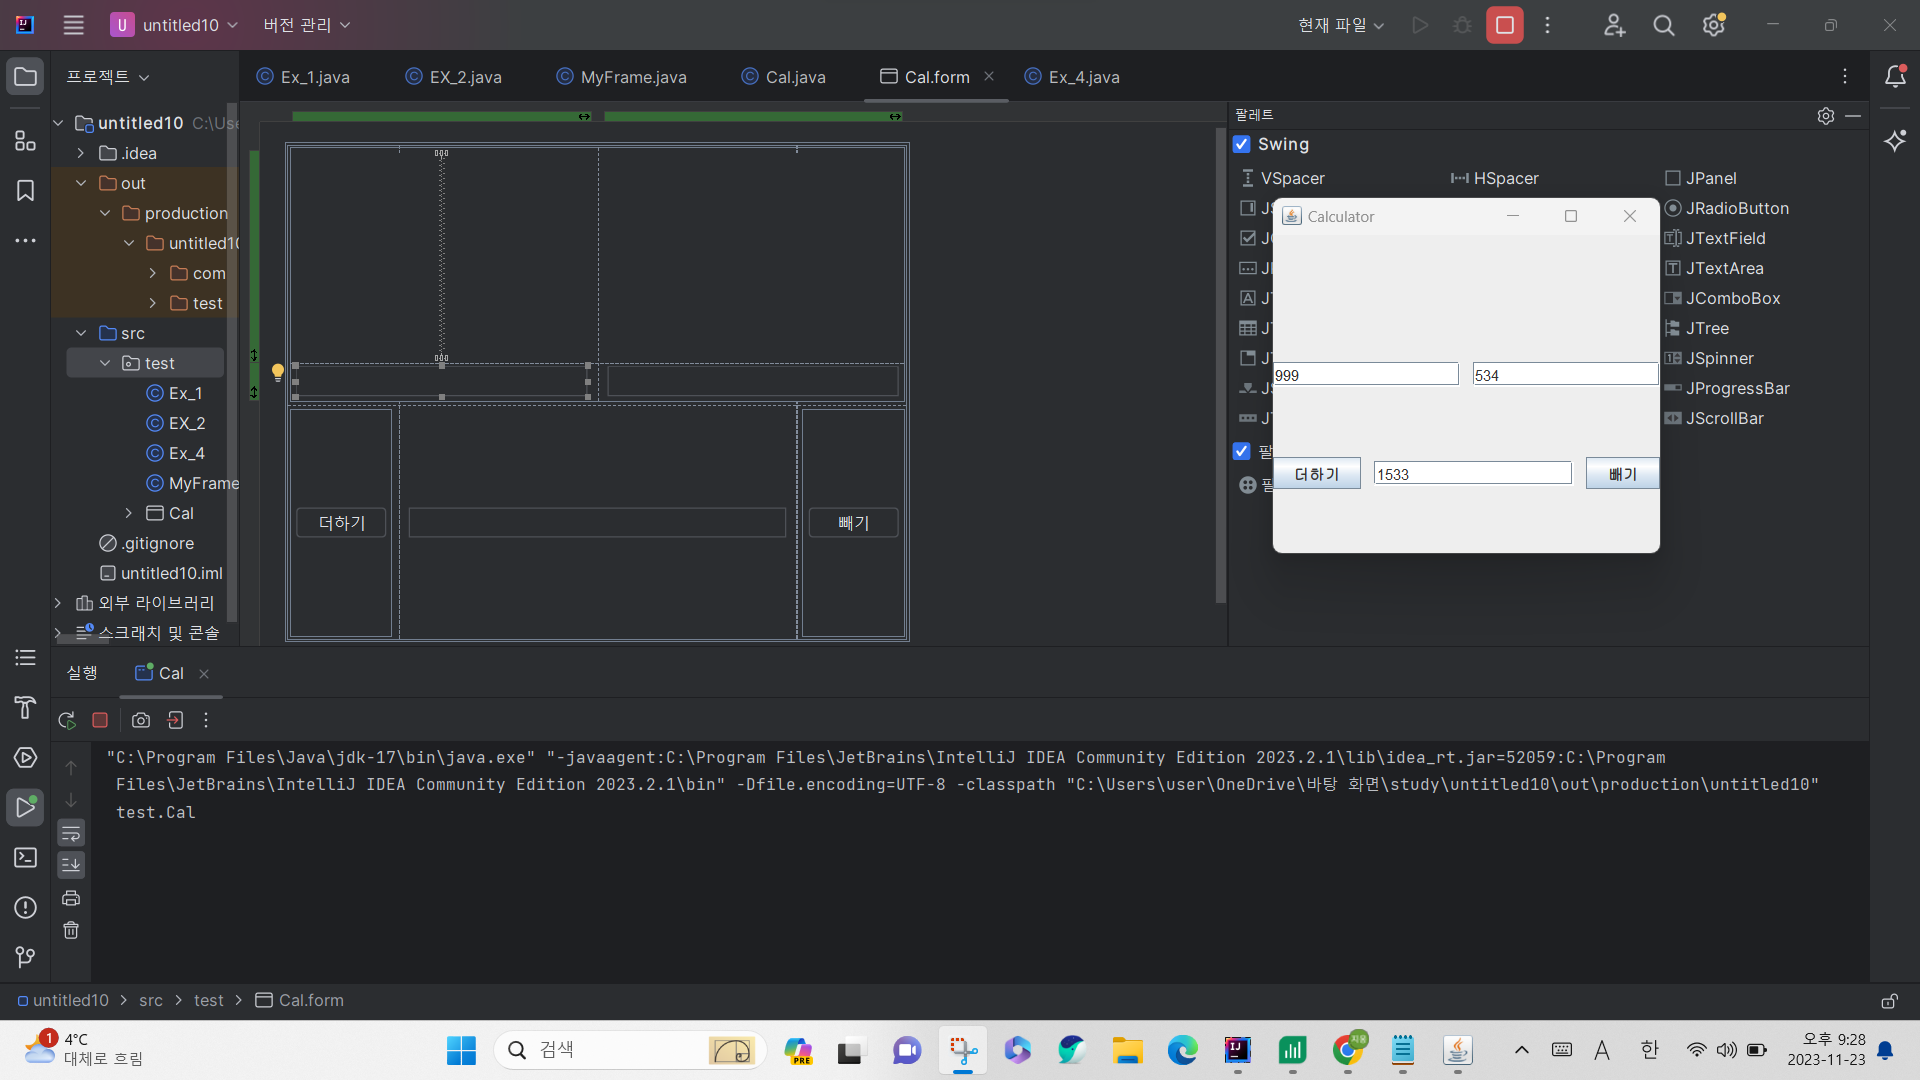 U untitled10
버전 관리
현재 파일
프로젝트
Ex_1.java
EX_2.java
MyFrame.java
Cal.java
Cal.form
Ex_4.java
untitled10 C:\Use
.idea
out
production
untitled10
com
test
src
test
Ex_1
EX_2
Ex_4
MyFrame
Cal
.gitignore
untitled10.iml
외부 라이브러리
스크래치 및 콘솔
더하기
빼기
팔레트
Swing
VSpacer
HSpacer
JPanel
JRadioButton
JTextField
JTextArea
JComboBox
JTree
JSpinner
JProgressBar
JScrollBar
Calculator
999
534
더하기
1533
빼기
실행
Cal
"C:\Program Files\Java\jdk-17\bin\java.exe" "-javaagent:C:\Program Files\JetBrains\IntelliJ IDEA Community Edition 2023.2.1\lib\idea_rt.jar=52059:C:\Program
Files\JetBrains\IntelliJ IDEA Community Edition 2023.2.1\bin" -Dfile.encoding=UTF-8 -classpath "C:\Users\user\OneDrive\바탕 화면\study\untitled10\out\production\untitled10"
test.Cal
untitled10 > src > test > Cal.form
1
4°C
대체로 흐림
검색
PRE
A
한
오후 9:28
2023-11-23